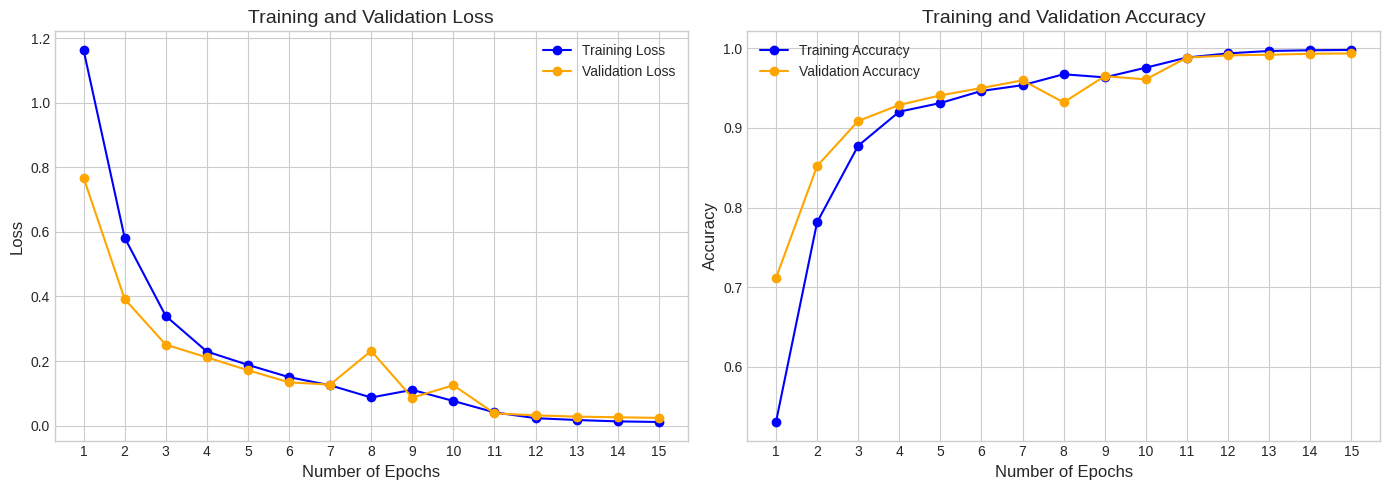 Training and Validation Loss
Training Loss
Validation Loss
1.2
1.0
0.8
0.6
0.4
0.2
0.0
Loss
1 2 3 4 5 6 7 8 9 10 11 12 13 14 15
Number of Epochs
Training and Validation Accuracy
Training Accuracy
Validation Accuracy
1.0
0.9
0.8
0.7
0.6
Accuracy
1 2 3 4 5 6 7 8 9 10 11 12 13 14 15
Number of Epochs